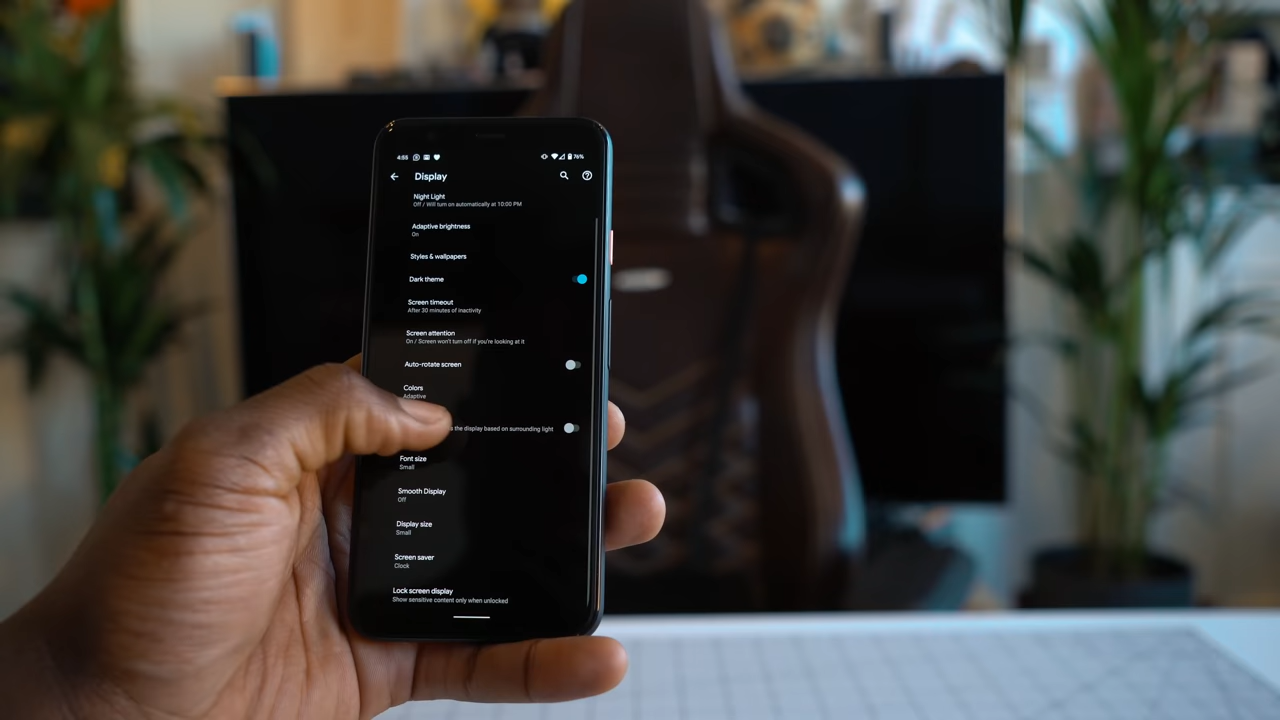 4:55
76%
Display
Night Light
Off / Will turn on automatically at 10:00 PM
Adaptive brightness
On
Styles & wallpapers
Dark theme
Screen timeout
After 30 minutes of inactivity
Screen attention
On / Screen won't turn off if you're looking at it
Auto-rotate screen
Colors
Adaptive
the display based on surrounding light
Font size
Small
Smooth Display
Off
Display size
Small
Screen saver
Clock
Lock screen display
Show sensitive content only when unlocked